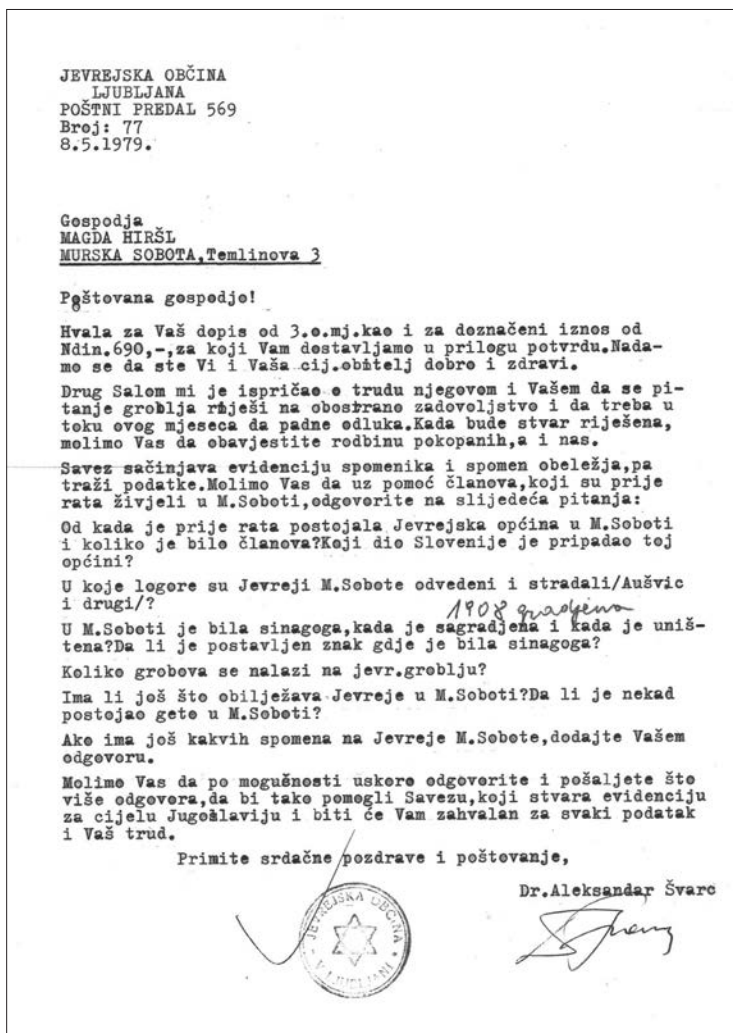 JEVREJSKA OBČINA
LJUBLJANA
POŠTNI PREDAL 569
Broj: 77
8.5.1979.
Gospodja
MAGDA HIRŠL
MURSKA SOBOTA,Temlinova 3
Poštovana gospodjo!
Hvala za Vaš dopis od 3.o.mj.kao i za doznačeni iznos od
Ndin.690,-,za koji Vam dostavljamo u prilogu potvrdu.Nada-
mo se da ste Vi i Vaša cij.obitelj dobro i zdravi.
Drug Salom mi je ispričao o trudu njegovom i Vašem da se pi-
tanje groblja riješi na obostrano zadovoljstvo i da treba u
toku ovog mjeseca da padne odluka.Kada bude stvar riješena,
molimo Vas da obavjestite rodbinu pokopanih,a i nas.
Savez sačinjava evidenciju spomenika i spomen obeležja,pa
traži podatke.Molimo Vas da uz pomoć članova,koji su prije
rata živjeli u M.Soboti,odgovorite na slijedeća pitanja:
Od kada je prije rata postojala Jevrejska općina u M.Soboti
i koliko je bilo članova?Koji dio Slovenije je pripadao toj
općini?
U koje logore su Jevreji M.Sobote odvedeni i stradali/Aušvic
i drugi/?
1908 gradjena
U M.Soboti je bila sinagoga,kada je sagradjena i kada je uniš-
tena?Da li je postavljen znak gdje je bila sinagoga?
Koliko grobova se nalazi na jevr.groblju?
Ima li još što obilježava Jevreje u M.Soboti?Da li je nekad
postojao geto u M.Soboti?
Ako ima još kakvih spomena na Jevreje M.Sobote,dodajte Vašem
odgovoru.
Molimo Vas da po mogućnosti uskoro odgovorite i pošaljete što
više odgovora,da bi tako pomogli Savezu,koji stvara evidenciju
za cijelu Jugoslaviju i biti će Vam zahvalan za svaki podatak
i Vaš trud.
Primite srdačne pozdrave i poštovanje,
Dr.Aleksandar Švarc
JEVREJSKA OBČINA
V LJUBLJANI